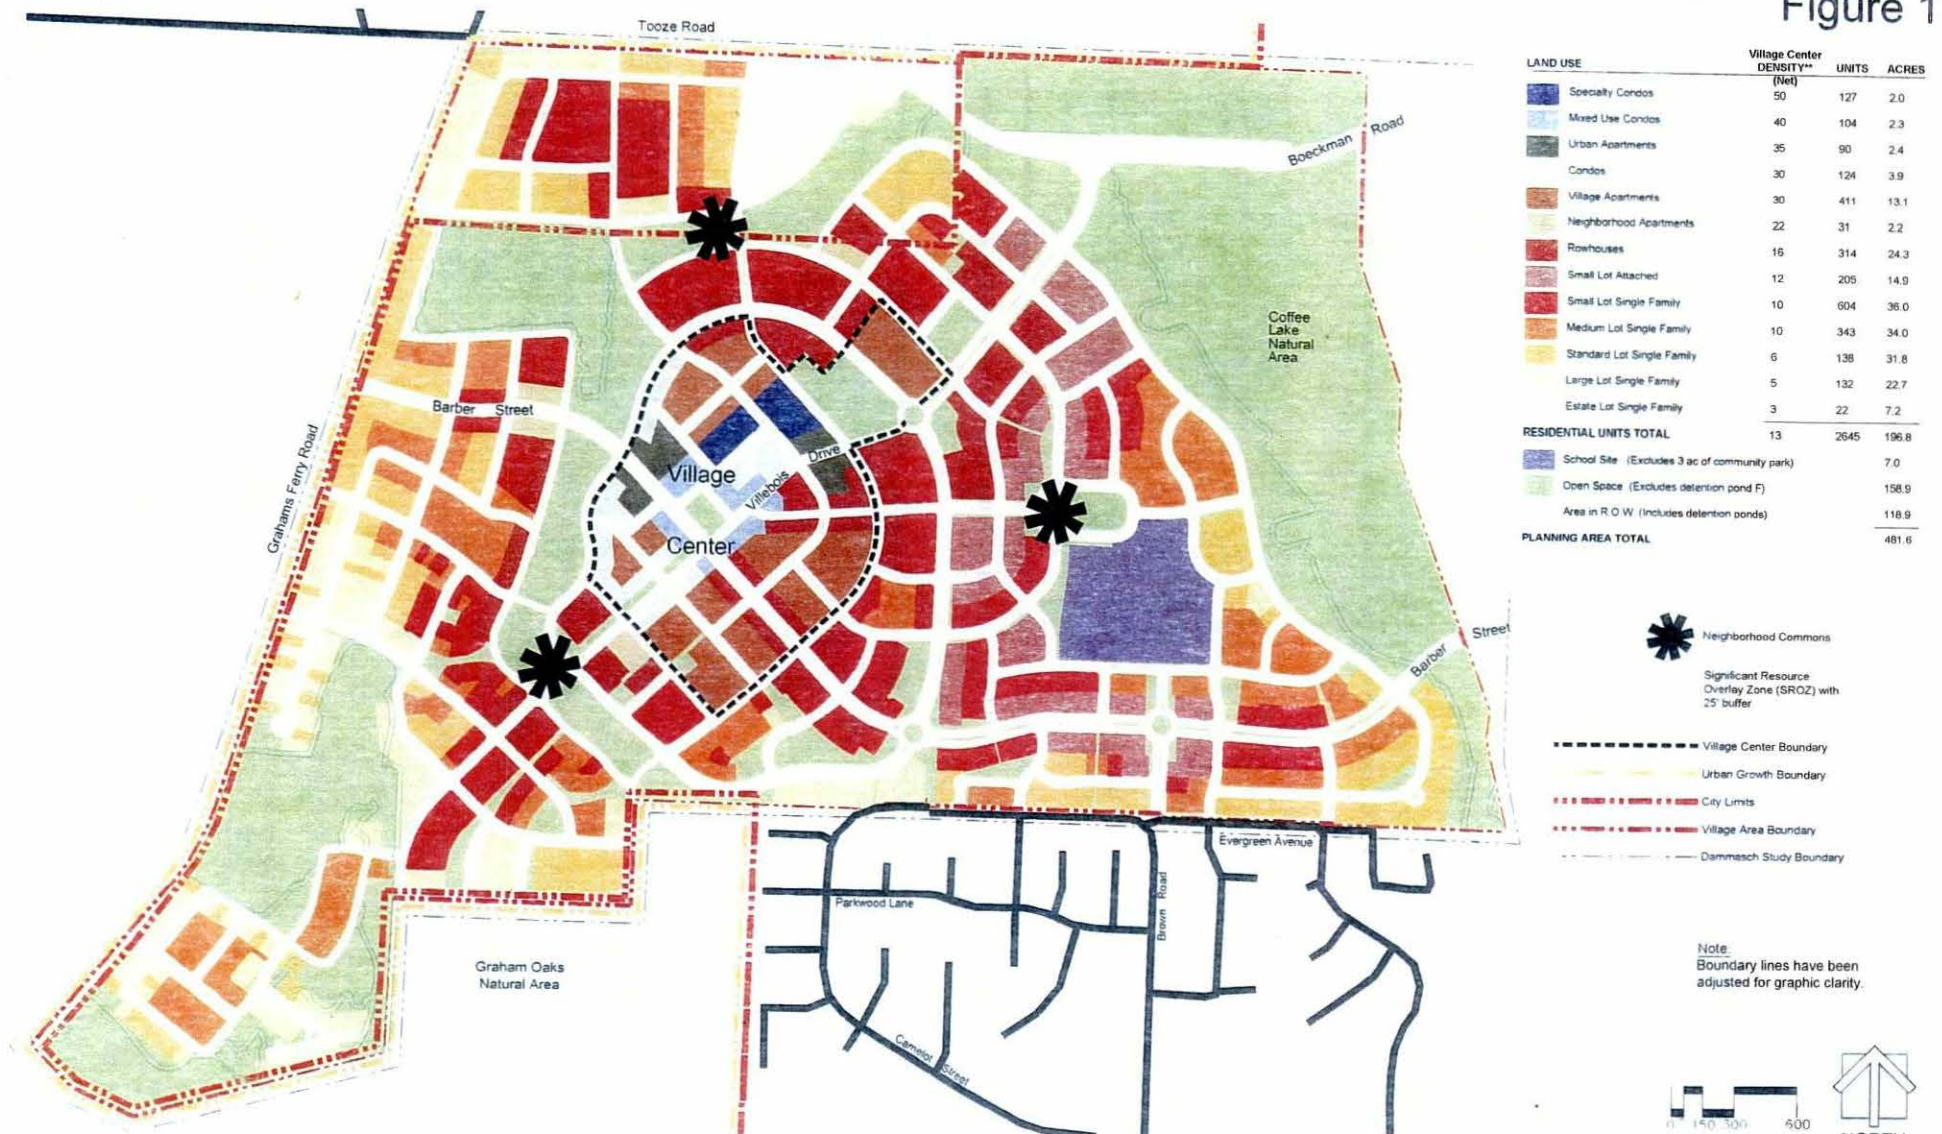 Figure 1
Tooze Road
Boeckman Road
Coffee
Lake
Natural
Area
Barber Street
Grahams Ferry Road
Village
Center
Villebois Drive
Barber Street
Evergreen Avenue
Parkwood Lane
Brown Road
Camelot Street
Graham Oaks
Natural Area
LAND USE Village Center DENSITY** (Net) UNITS ACRES
Specialty Condos 50 127 2.0
Mixed Use Condos 40 104 2.3
Urban Apartments 35 90 2.4
Condos 30 124 3.9
Village Apartments 30 411 13.1
Neighborhood Apartments 22 31 2.2
Rowhouses 16 314 24.3
Small Lot Attached 12 205 14.9
Small Lot Single Family 10 604 36.0
Medium Lot Single Family 10 343 34.0
Standard Lot Single Family 6 138 31.8
Large Lot Single Family 5 132 22.7
Estate Lot Single Family 3 22 7.2
RESIDENTIAL UNITS TOTAL 13 2645 196.8
School Site (Excludes 3 ac of community park) 7.0
Open Space (Excludes detention pond F) 158.9
Area in R.O.W. (Includes detention ponds) 118.9
PLANNING AREA TOTAL 481.6
Neighborhood Commons
Significant Resource
Overlay Zone (SROZ) with
25' buffer
Village Center Boundary
Urban Growth Boundary
City Limits
Village Area Boundary
Dammasch Study Boundary
Note:
Boundary lines have been
adjusted for graphic clarity.
0 150 300 600
NORTH